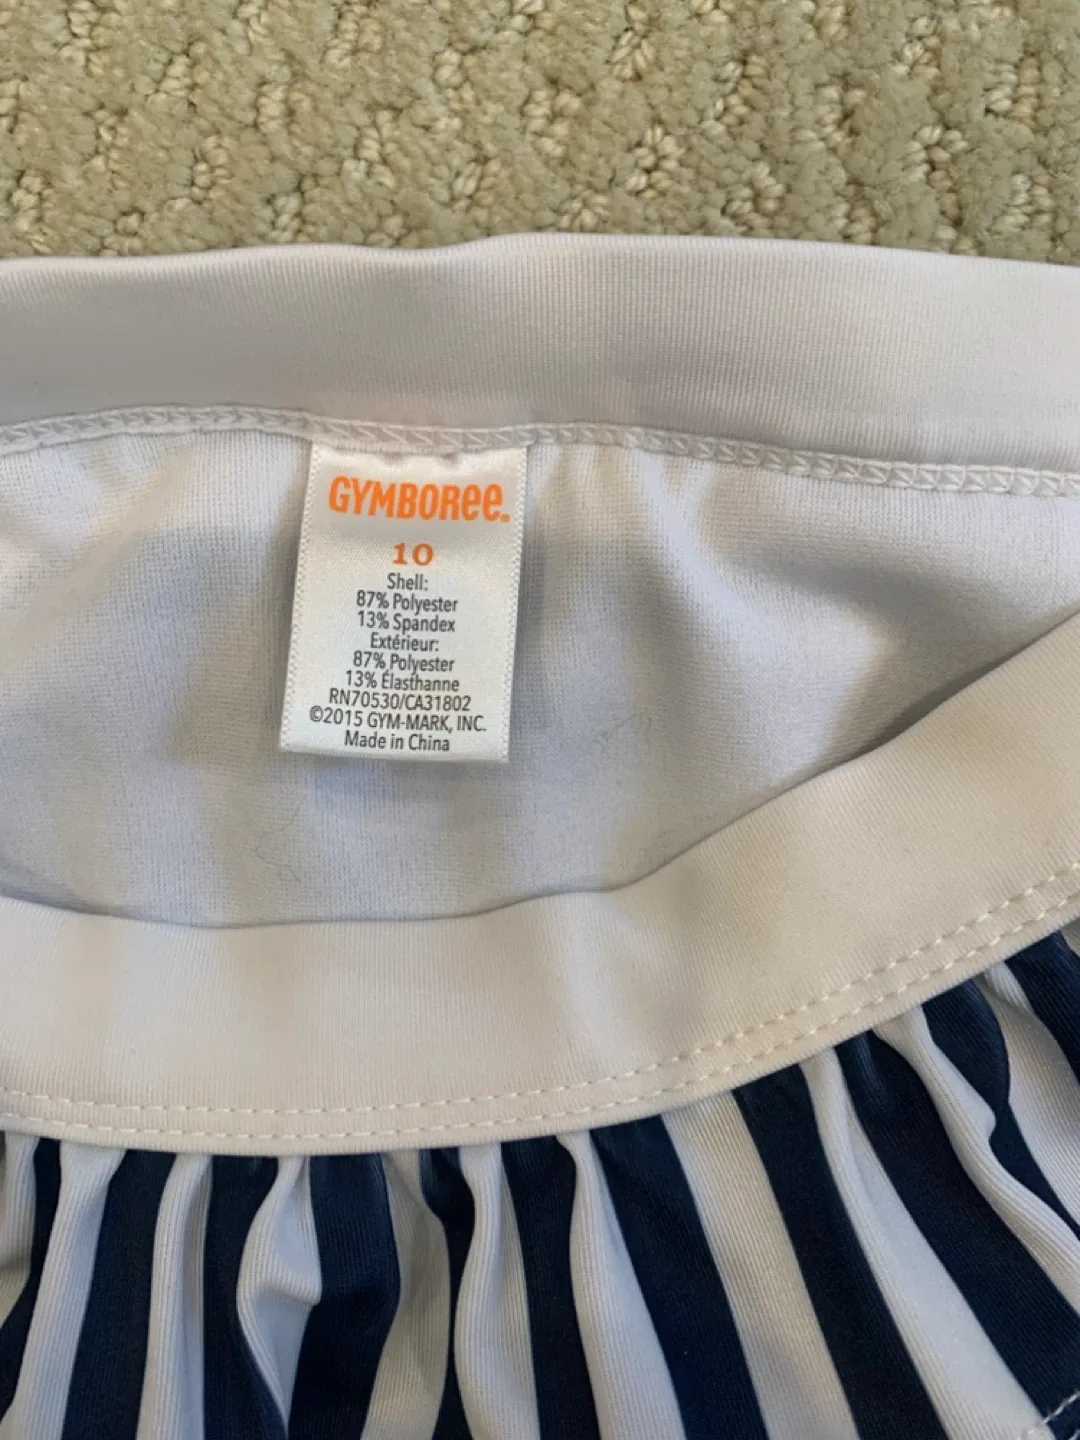 GYMBOREE.
10
Shell:
87% Polyester
13% Spandex
Extérieur:
87% Polyester
13% Élasthanne
RN70530/CA31802
©2015 GYM-MARK, INC.
Made in China